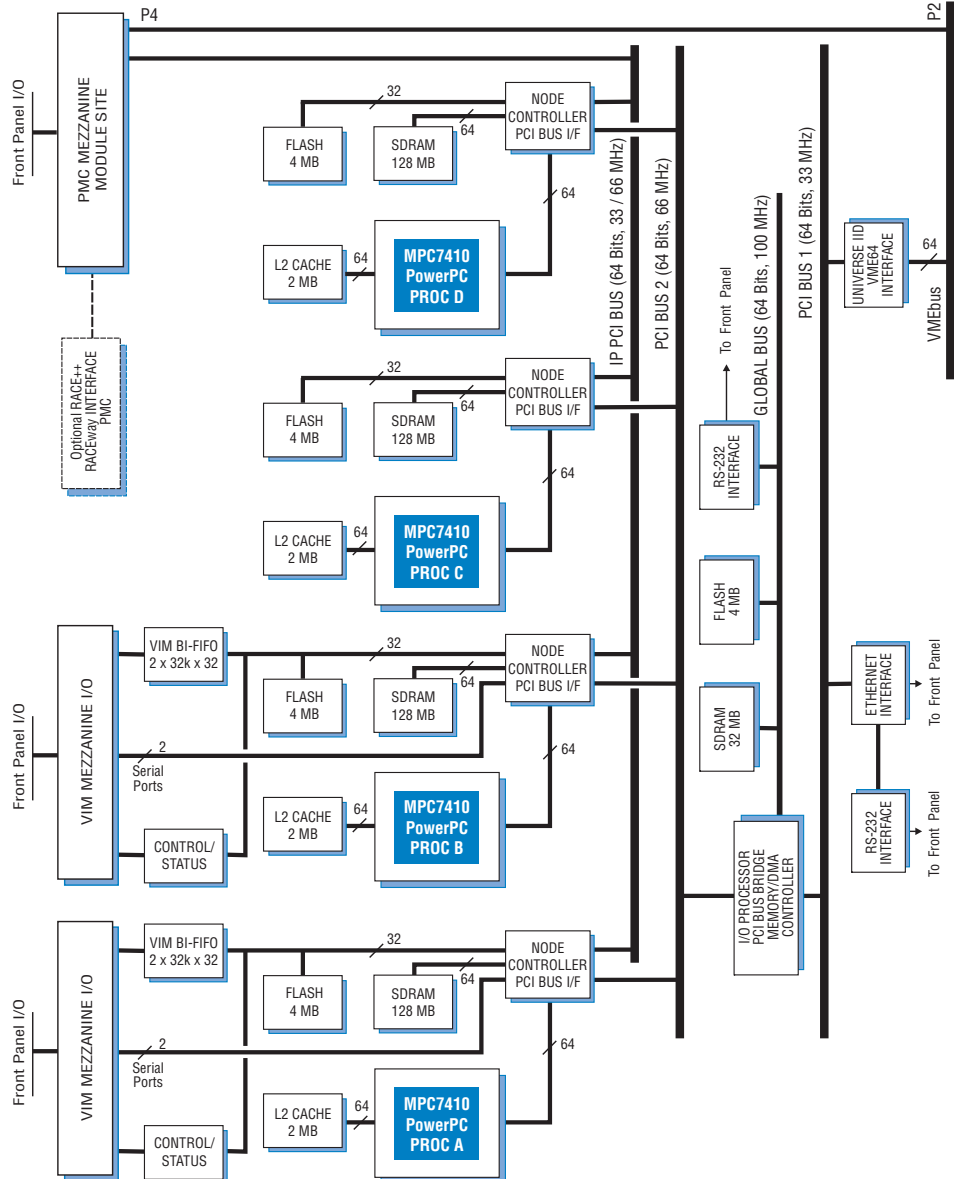 P4
P2
Front Panel I/O
PMC MEZZANINE
MODULE SITE
Optional RACE++
RACEway INTERFACE
PMC
32
FLASH
4 MB
SDRAM
128 MB
64
NODE
CONTROLLER
PCI BUS I/F
64
L2 CACHE
2 MB
64
MPC7410
PowerPC
PROC D
32
FLASH
4 MB
SDRAM
128 MB
64
NODE
CONTROLLER
PCI BUS I/F
64
L2 CACHE
2 MB
64
MPC7410
PowerPC
PROC C
Front Panel I/O
VIM MEZZANINE I/O
VIM BI-FIFO
2 x 32k x 32
32
FLASH
4 MB
SDRAM
128 MB
64
NODE
CONTROLLER
PCI BUS I/F
2
Serial
Ports
64
CONTROL/
STATUS
L2 CACHE
2 MB
64
MPC7410
PowerPC
PROC B
Front Panel I/O
VIM MEZZANINE I/O
VIM BI-FIFO
2 x 32k x 32
32
FLASH
4 MB
SDRAM
128 MB
64
NODE
CONTROLLER
PCI BUS I/F
2
Serial
Ports
64
CONTROL/
STATUS
L2 CACHE
2 MB
64
MPC7410
PowerPC
PROC A
IP PCI BUS (64 Bits, 33 / 66 MHz)
PCI BUS 2 (64 Bits, 66 MHz)
GLOBAL BUS (64 Bits, 100 MHz)
PCI BUS 1 (64 Bits, 33 MHz)
To Front Panel
RS-232
INTERFACE
FLASH
4 MB
SDRAM
32 MB
I/O PROCESSOR
PCI BUS BRIDGE
MEMORY/DMA
CONTROLLER
UNIVERSE IID
VME64
INTERFACE
64
VMEbus
ETHERNET
INTERFACE
To Front Panel
RS-232
INTERFACE
To Front Panel